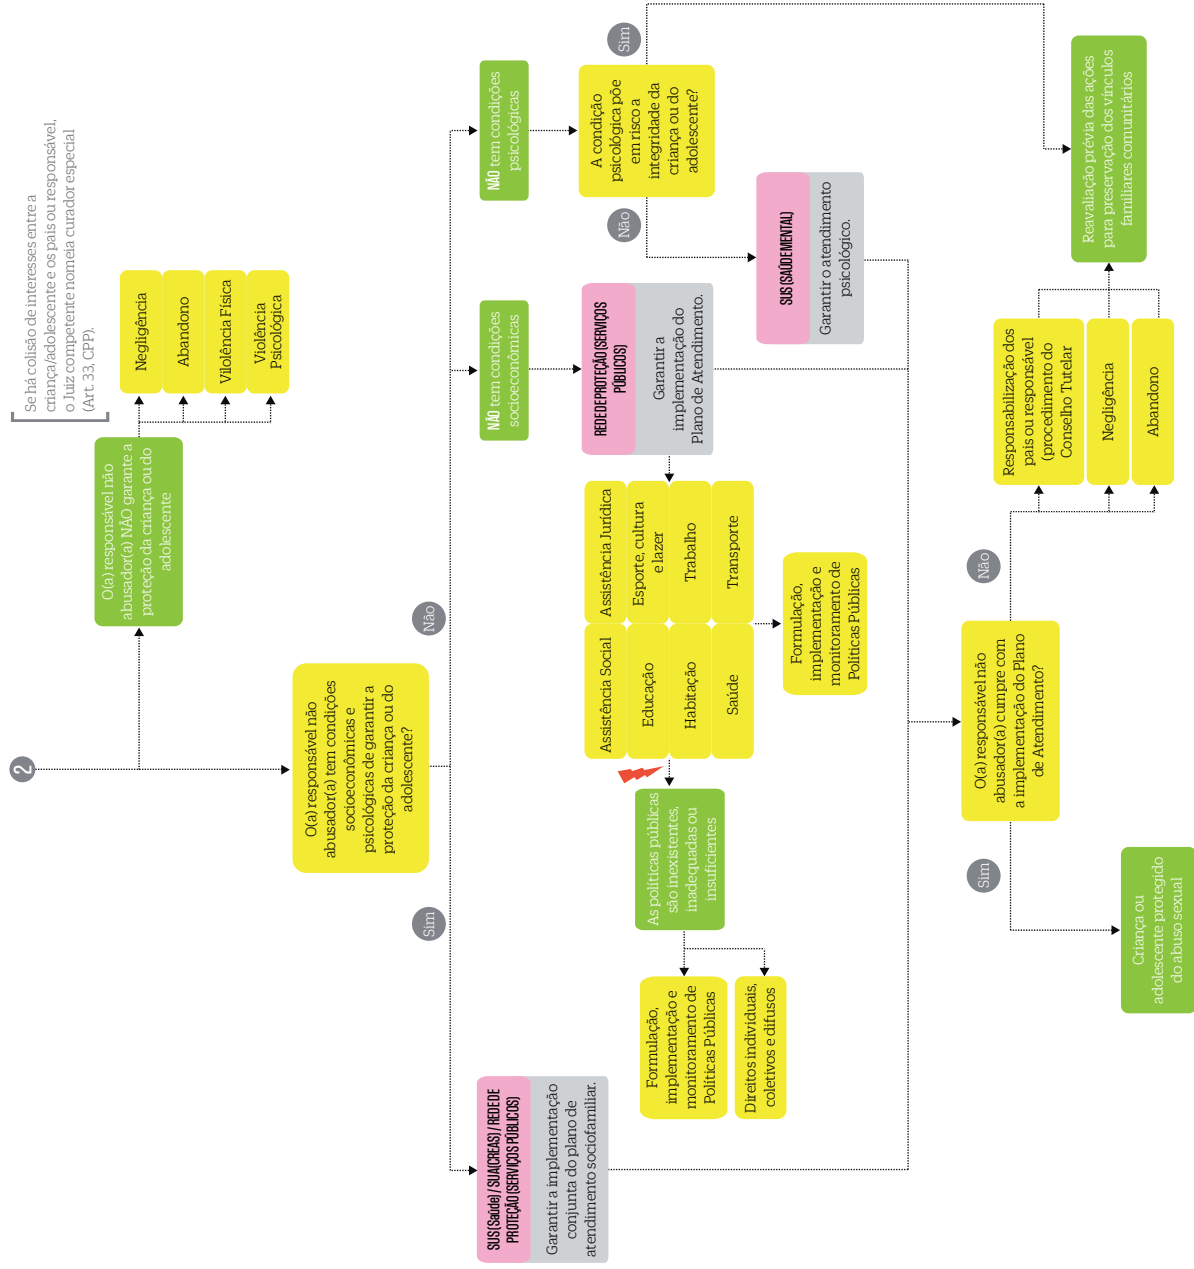 2
Se há colisão de interesses entre a
criança/adolescente e os pais ou responsável,
o Juiz competente nomeia curador especial
(Art. 33, CPP).
O(a) responsável não
abusador(a) NÃO garante a
proteção da criança ou do
adolescente
Negligência
Abandono
Vilolência Física
Violência
Psicológica
O(a) responsável não
abusador(a) tem condições
socioeconômicas e
psicológicas de garantir a
proteção da criança ou do
adolescente?
Sim
Não
SUS (Saúde) / SUA(CREAS) / REDE DE
PROTEÇÃO (SERVIÇOS PÚBLICOS)
Garantir a implementação
conjunta do plano de
atendimento sociofamiliar.
NÃO tem condições
socioeconômicas
NÃO tem condições
psicológicas
REDE DE PROTEÇÃO (SERVIÇOS
PÚBLICOS)
Garantir a
implementação do
Plano de Atendimento.
A condição
psicológica põe
em risco a
integridade da
criança ou do
adolescente?
Não
Sim
SUS (SAÚDE MENTAL)
Garantir o atendimento
psicológico.
Assistência Social
Assistência Jurídica
Educação
Esporte, cultura
e lazer
Habitação
Trabalho
Saúde
Transporte
Formulação,
implementação e
monitoramento de
Políticas Públicas
As políticas públicas
são inexistentes,
inadequadas ou
insuficientes
Formulação,
implementação e
monitoramento de
Políticas Públicas
Direitos individuais,
coletivos e difusos
O(a) responsável não
abusador(a) cumpre com
a implementação do Plano
de Atendimento?
Sim
Não
Criança ou
adolescente protegido
do abuso sexual
Responsabilização dos
pais ou responsável
(procedimento do
Conselho Tutelar
Negligência
Abandono
Reavaliação prévia das ações
para preservação dos vínculos
familiares comunitários